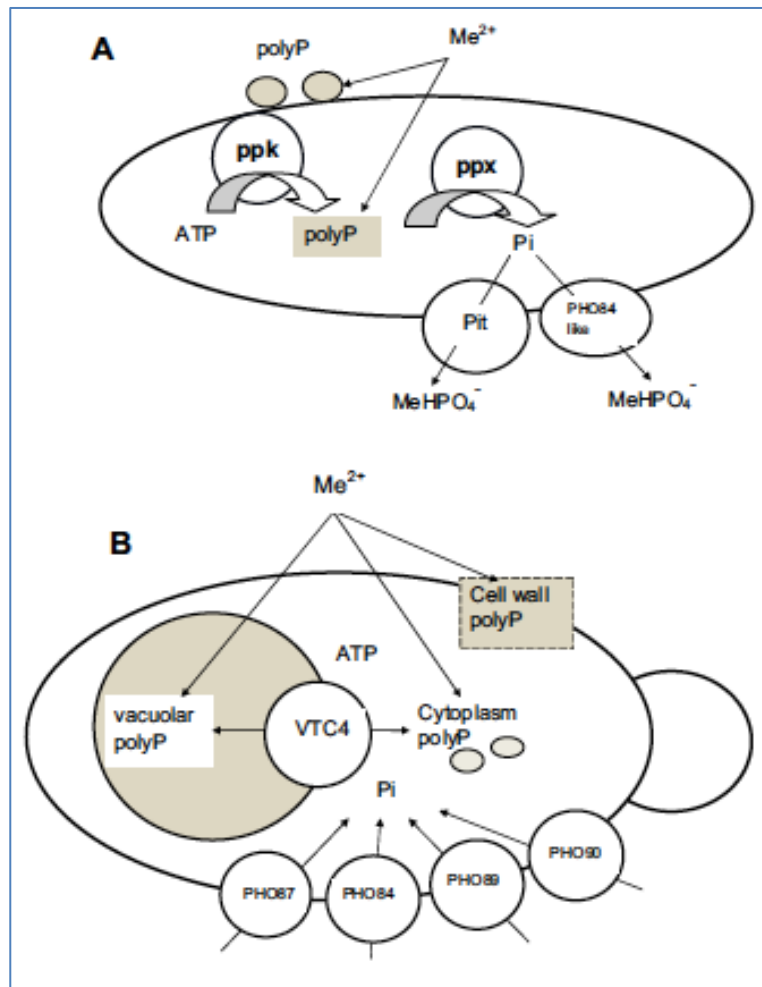 A
polyP
Me2+
ppk
ppx
ATP
polyP
Pi
Pit
PHO84
like
MeHPO4-
MeHPO4-
Me2+
B
Cell wall
polyP
ATP
vacuolar
polyP
VTC4
Cytoplasm
polyP
Pi
PHO87
PHO84
PHO89
PHO90